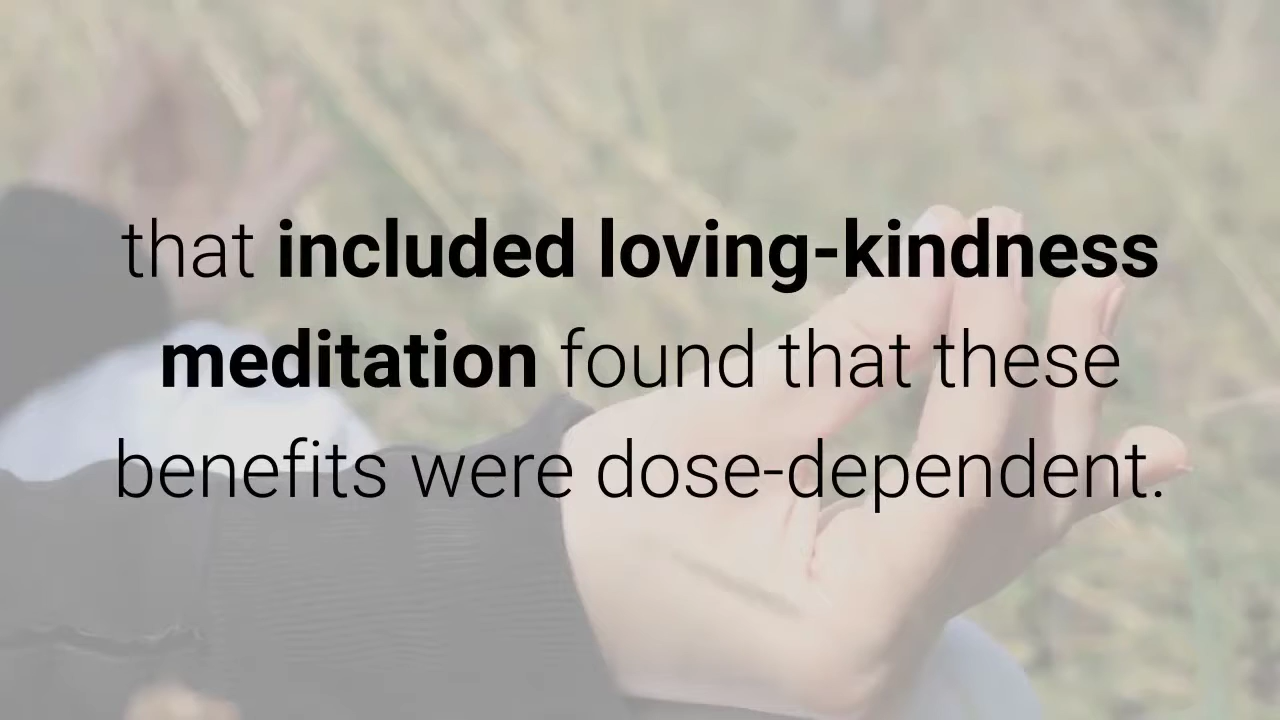 that included loving-kindness
meditation found that these
benefits were dose-dependent.